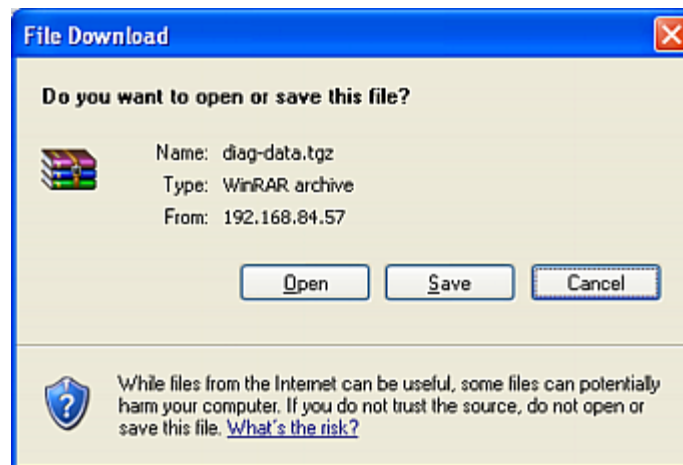 File Download
Do you want to open or save this file?
Name: diag-data.tgz
Type: WinRAR archive
From: 192.168.84.57
Open Save Cancel
While files from the Internet can be useful, some files can potentially
harm your computer. If you do not trust the source, do not open or
save this file. What's the risk?